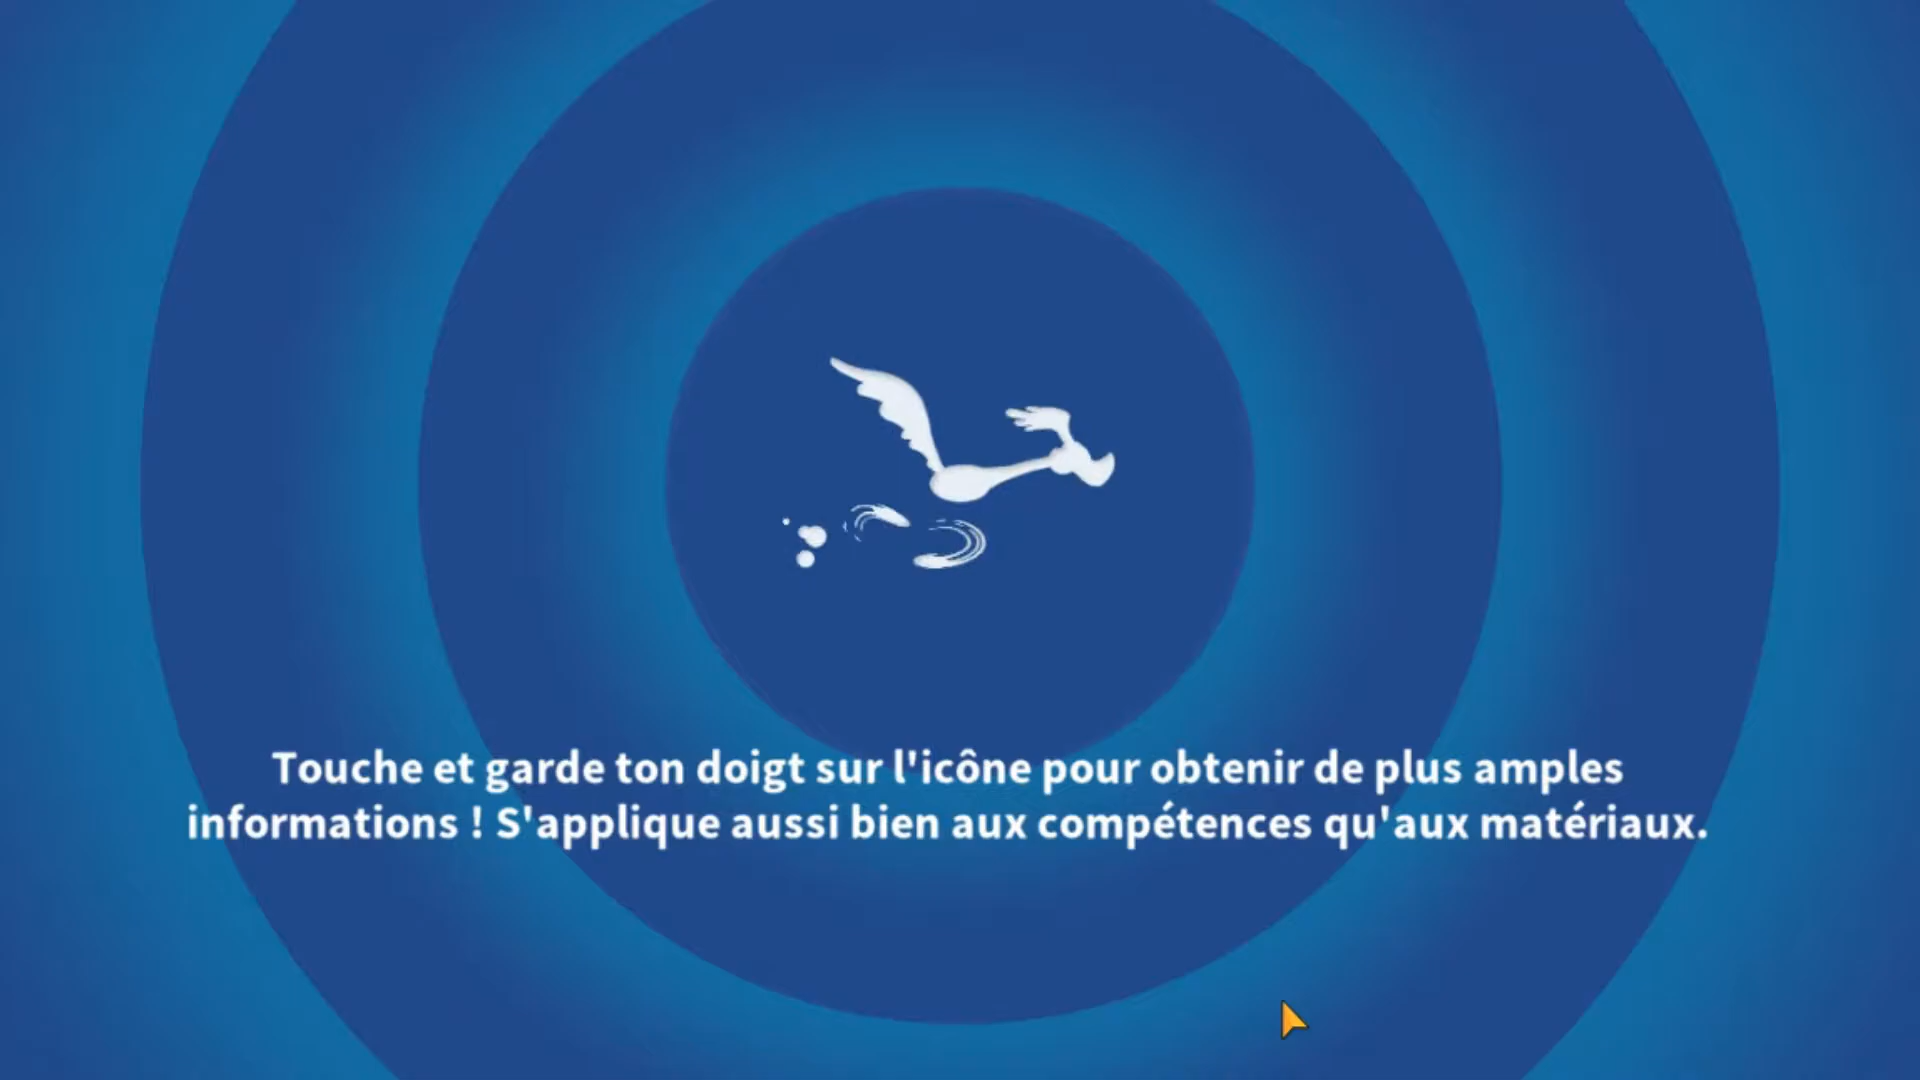 Touche et garde ton doigt sur l'icône pour obtenir de plus amples
informations ! S'applique aussi bien aux compétences qu'aux matériaux.